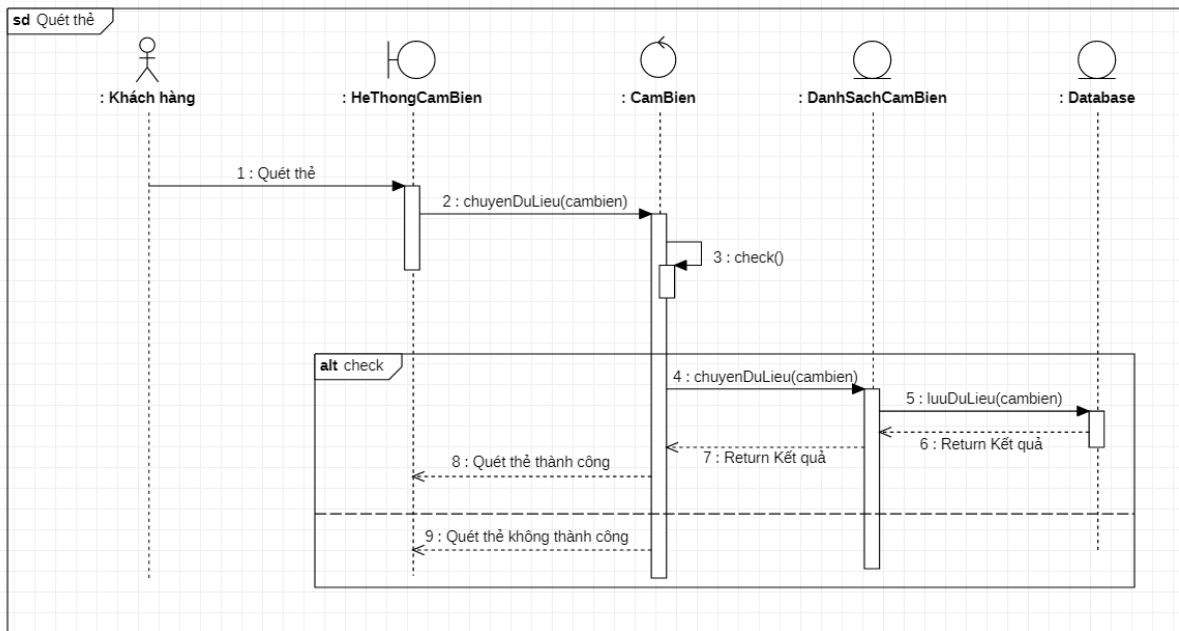 sd Quét thẻ
: Khách hàng
: HeThongCamBien
: CamBien
: DanhSachCamBien
: Database
1 : Quét thẻ
2 : chuyenDuLieu(cambien)
3 : check()
alt check
4 : chuyenDuLieu(cambien)
5 : luuDuLieu(cambien)
6 : Return Kết quả
7 : Return Kết quả
8 : Quét thẻ thành công
9 : Quét thẻ không thành công